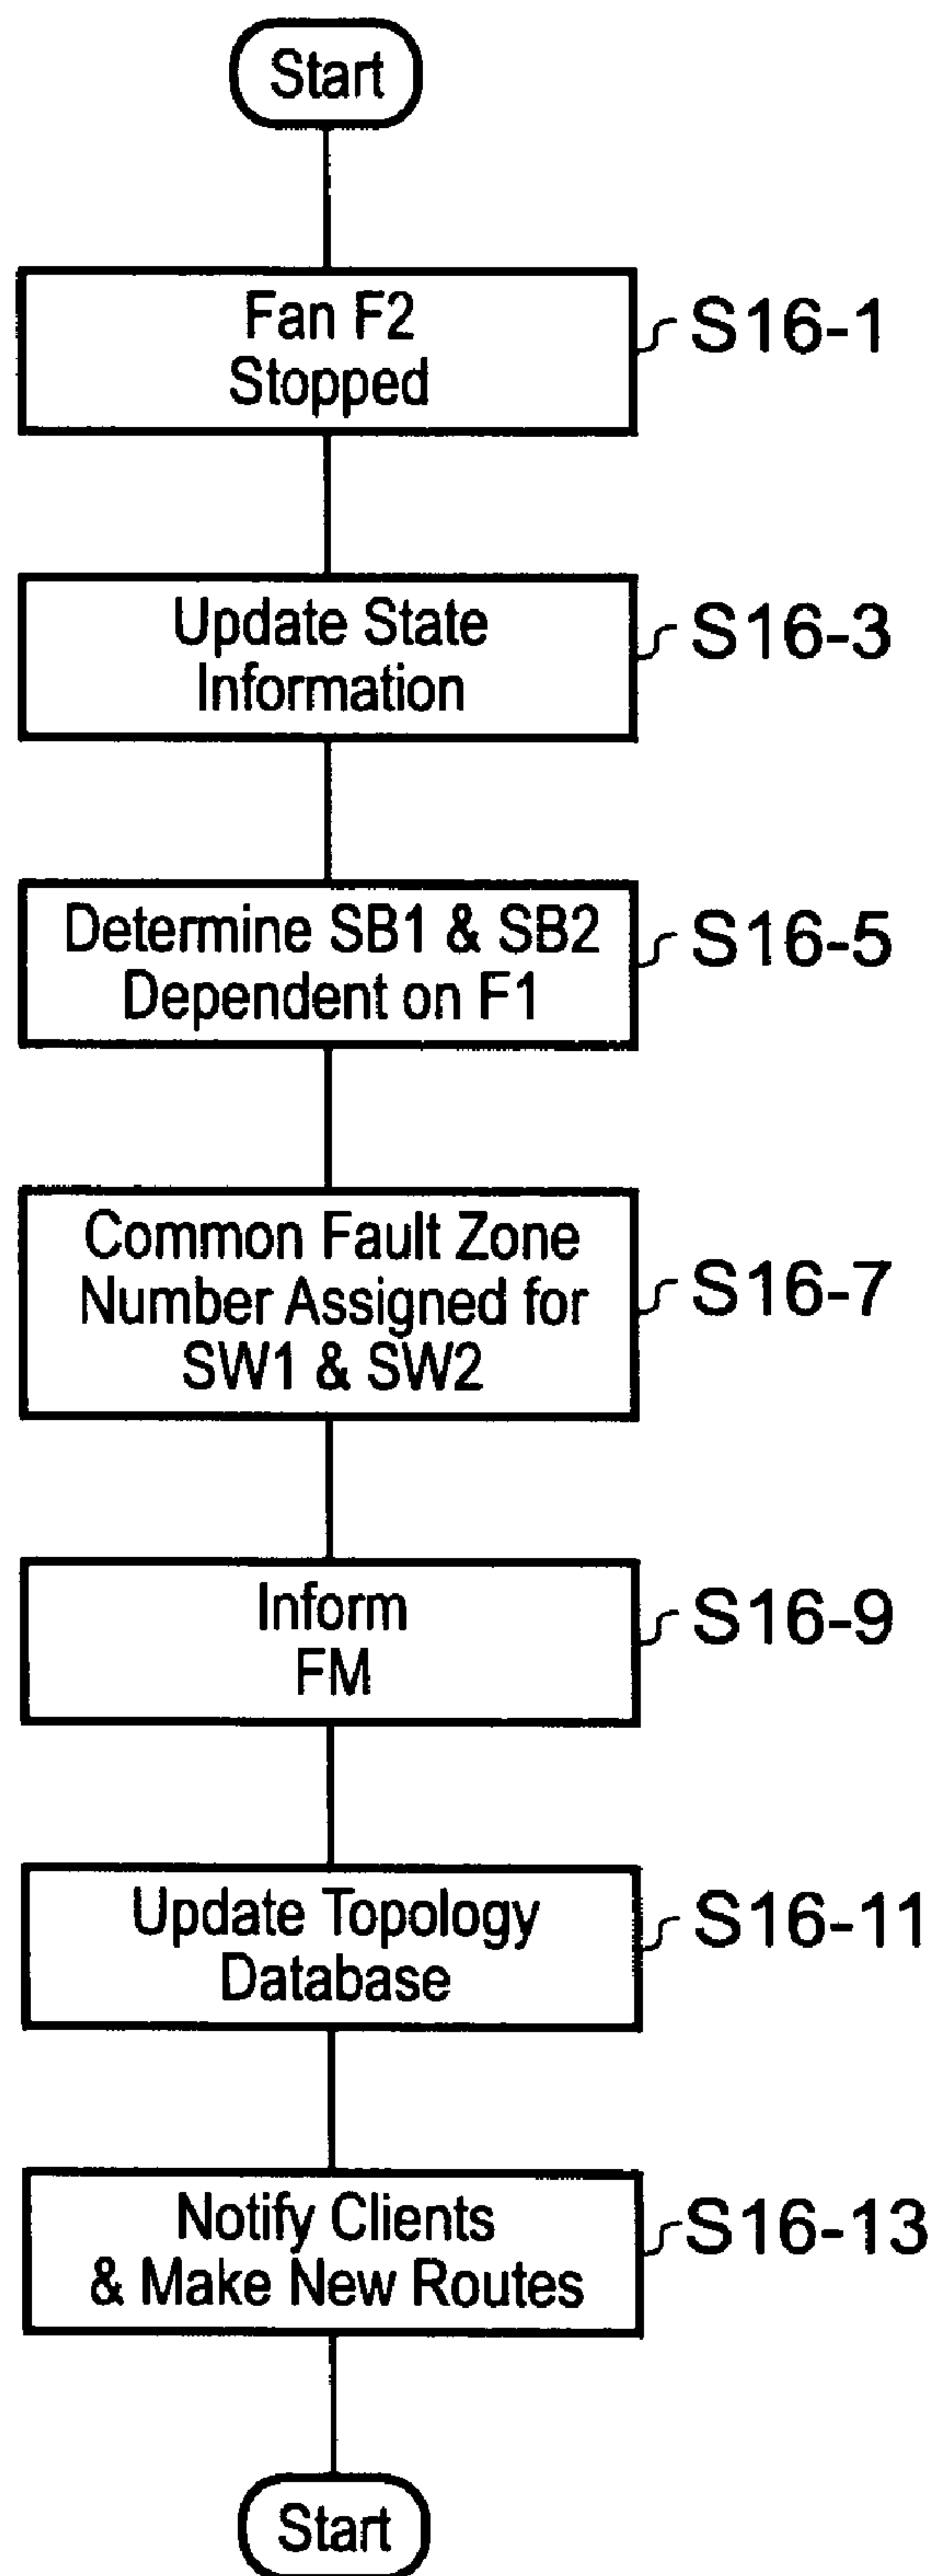 Start
Fan F2
Stopped
S16-1
Update State
Information
S16-3
Determine SB1 & SB2
Dependent on F1
S16-5
Common Fault Zone
Number Assigned for
SW1 & SW2
S16-7
Inform
FM
S16-9
Update Topology
Database
S16-11
Notify Clients
& Make New Routes
S16-13
Start